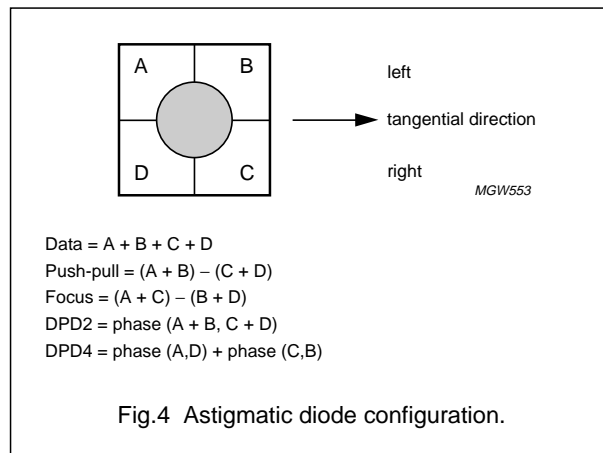 A B
left
tangential direction
D C
right
MGW553
Data = A + B + C + D
Push-pull = (A + B) − (C + D)
Focus = (A + C) − (B + D)
DPD2 = phase (A + B, C + D)
DPD4 = phase (A,D) + phase (C,B)
Fig.4 Astigmatic diode configuration.